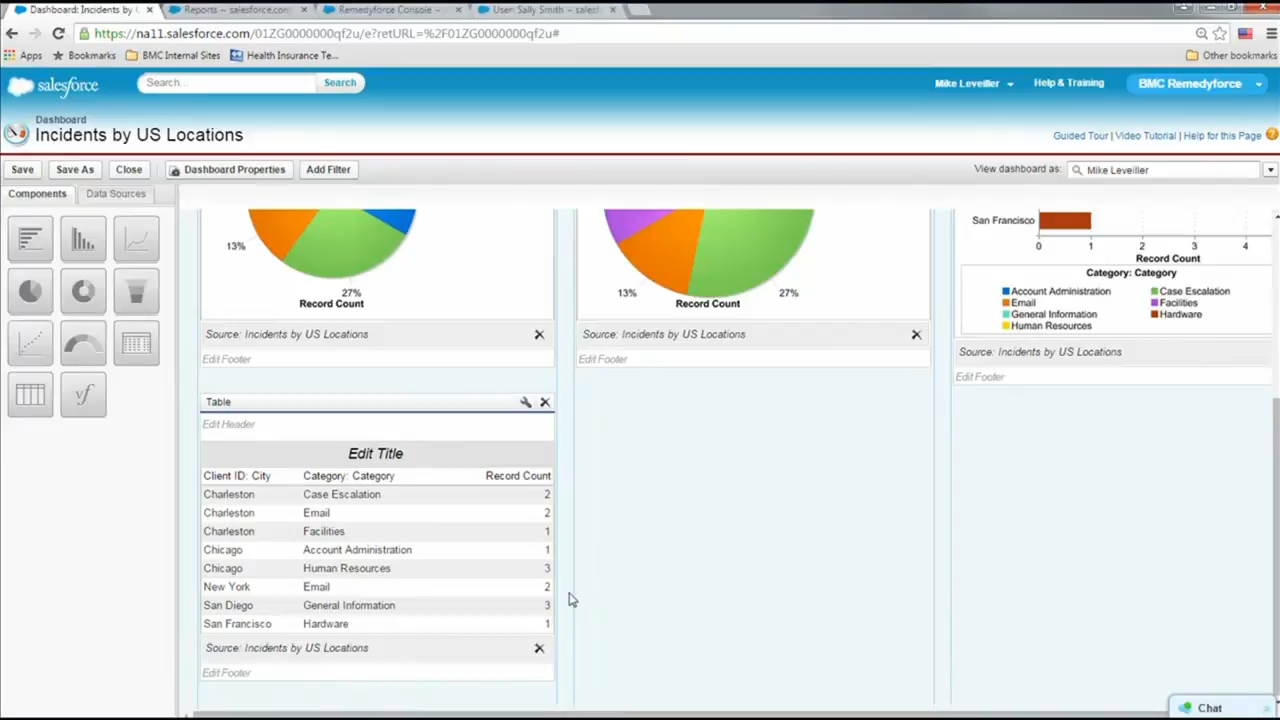 Dashboard: Incidents by U
Reports ~ salesforce.com
Remedyforce Console ~
User: Sally Smith ~ salesf
https://na11.salesforce.com/01ZG0000000qf2u/e?retURL=%2F01ZG0000000qf2u#
Apps Bookmarks BMC Internal Sites Health Insurance Te... Other bookmarks
salesforce Search... Search Mike Leveiller Help & Training BMC Remedyforce
Dashboard
Incidents by US Locations
Guided Tour | Video Tutorial | Help for this Page
Save Save As Close Dashboard Properties Add Filter View dashboard as: Mike Leveiller
Components Data Sources
13%
27%
Record Count
Source: Incidents by US Locations
Edit Footer
13%
27%
Record Count
Source: Incidents by US Locations
Edit Footer
San Francisco
0 1 2 3 4
Record Count
Category: Category
Account Administration Case Escalation
Email Facilities
General Information Hardware
Human Resources
Source: Incidents by US Locations
Edit Footer
Table
Edit Header
Edit Title
Client ID: City Category: Category Record Count
Charleston Case Escalation 2
Charleston Email 2
Charleston Facilities 1
Chicago Account Administration 1
Chicago Human Resources 3
New York Email 2
San Diego General Information 3
San Francisco Hardware 1
Source: Incidents by US Locations
Edit Footer
Chat